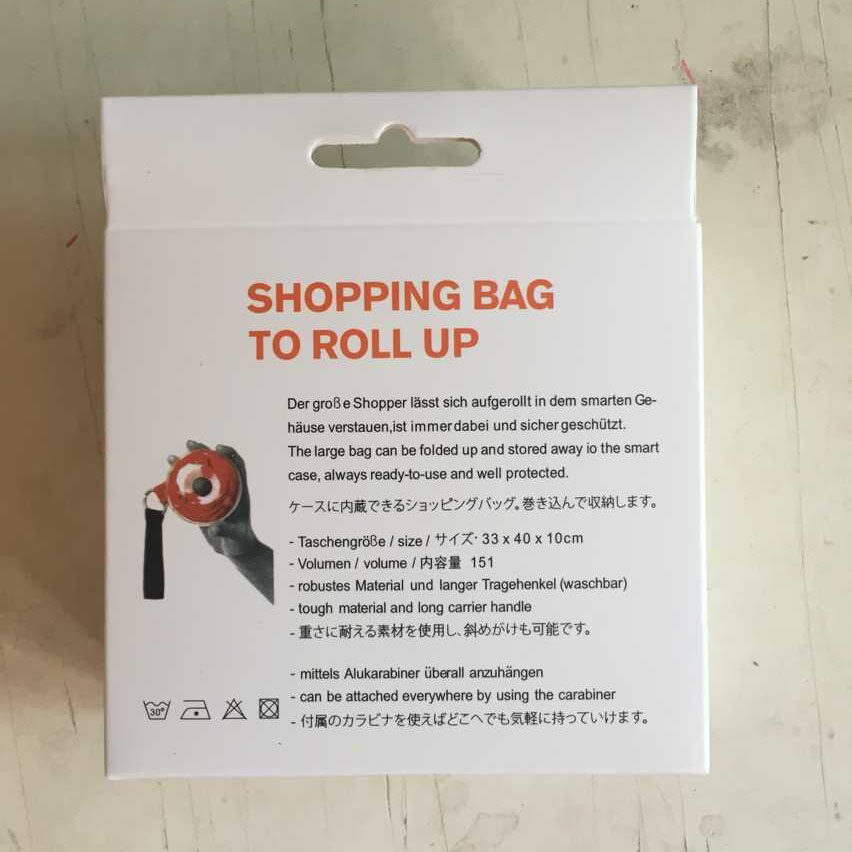 SHOPPING BAG
TO ROLL UP
Der große Shopper lässt sich aufgerollt in dem smarten Ge-
häuse verstauen,ist immer dabei und sicher geschützt.
The large bag can be folded up and stored away io the smart
case, always ready-to-use and well protected.
ケースに内蔵できるショッピングバッグ。巻き込んで収納します。
- Taschengröße / size / サイズ· 33 x 40 x 10cm
- Volumen / volume / 内容量 151
- robustes Material und langer Tragehenkel (waschbar)
- tough material and long carrier handle
- 重さに耐える素材を使用し、斜めがけも可能です。
- mittels Alukarabiner überall anzuhängen
- can be attached everywhere by using the carabiner
- 付属のカラビナを使えばどこへでも気軽に持っていけます。
30°